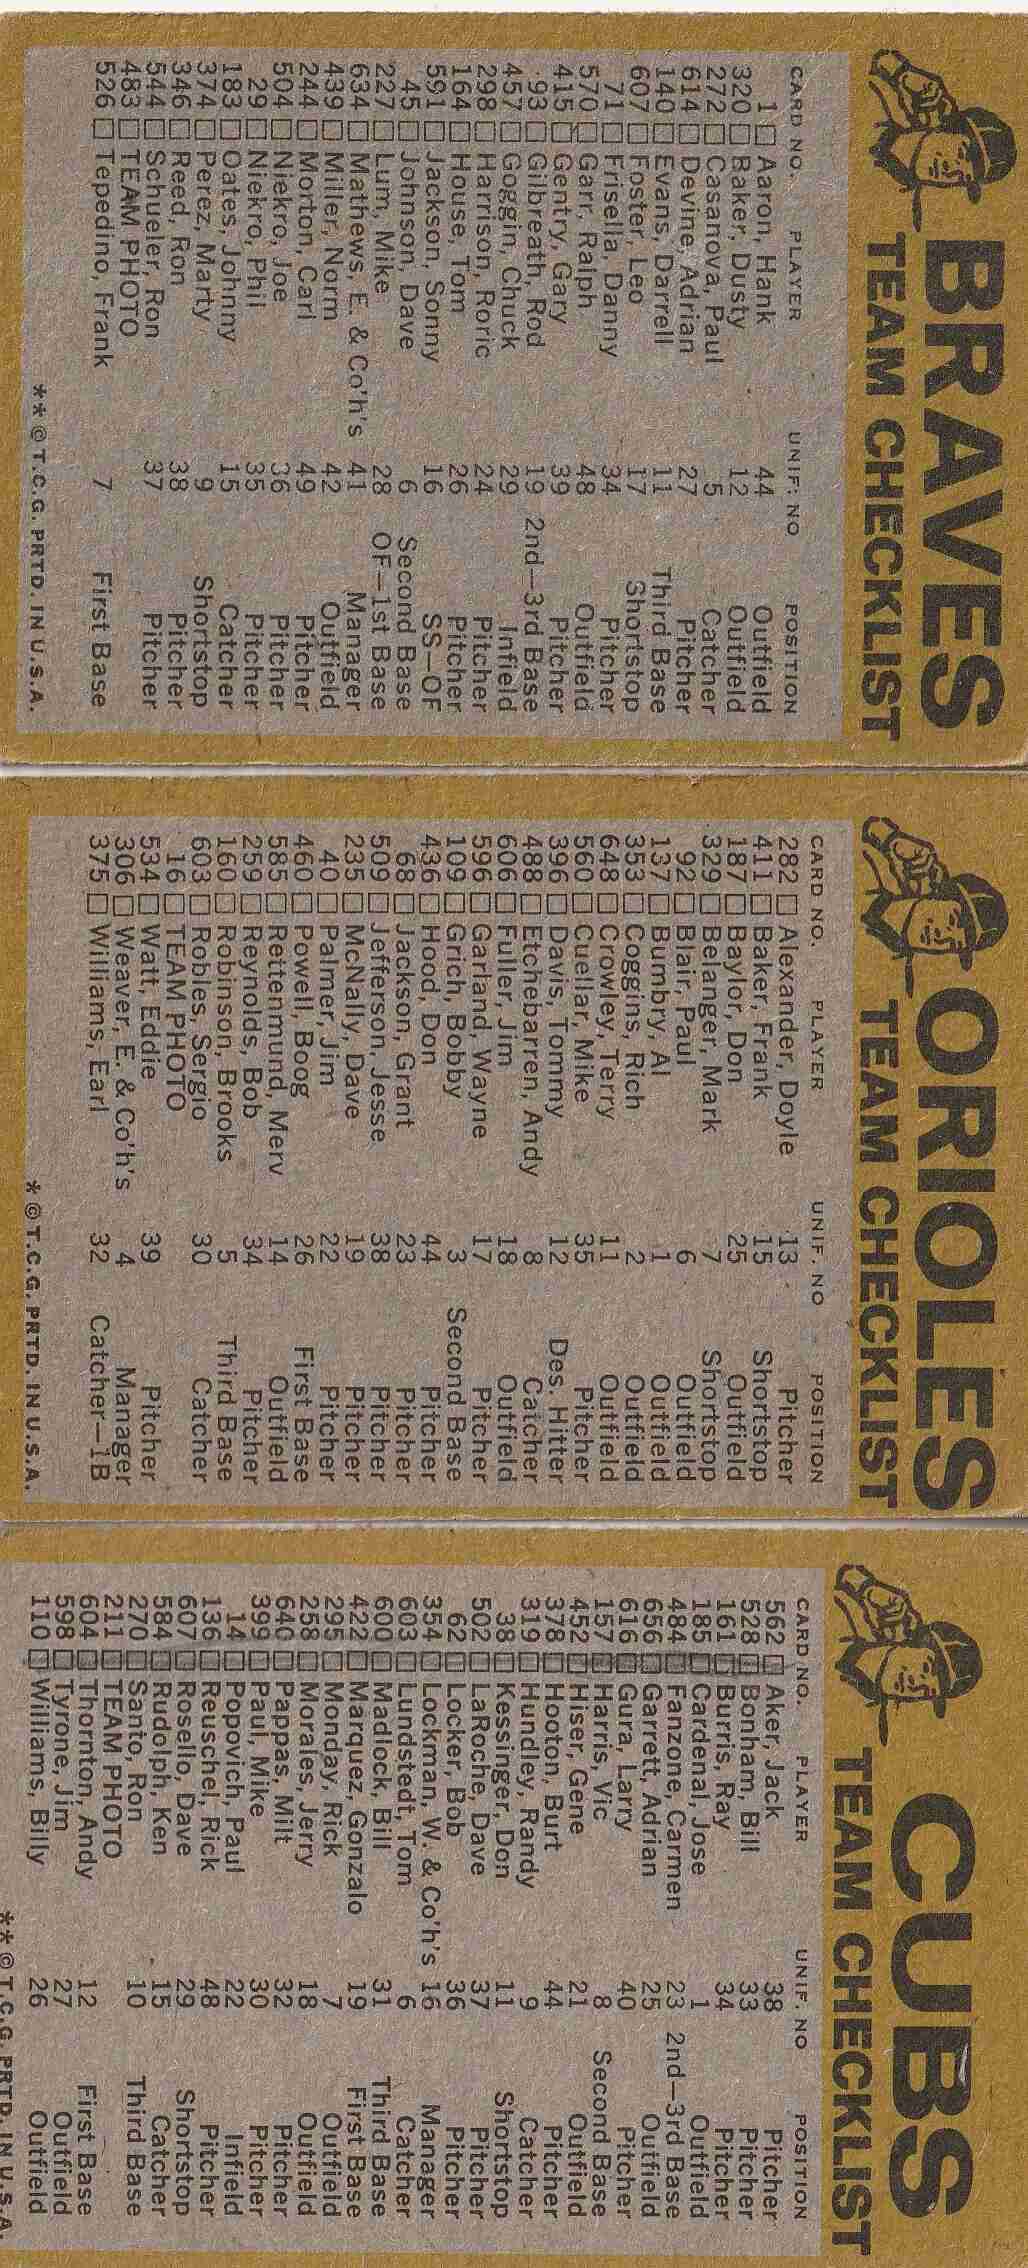 BRAVES
TEAM CHECKLIST
CARD NO. PLAYER UNIF. NO POSITION
1 Aaron, Hank 44 Outfield
320 Baker, Dusty 12 Outfield
272 Casanova, Paul 5 Catcher
614 Devine, Adrian 27 Pitcher
140 Evans, Darrell 11 Third Base
607 Foster, Leo 17 Shortstop
71 Frisella, Danny 34 Pitcher
570 Garr, Ralph 48 Outfield
415 Gentry, Gary 39 Pitcher
93 Gilbreath, Rod 19 2nd—3rd Base
457 Goggin, Chuck 29 Infield
298 Harrison, Roric 24 Pitcher
164 House, Tom 26 Pitcher
591 Jackson, Sonny 16 SS—OF
45 Johnson, Dave 6 Second Base
227 Lum, Mike 28 OF—1st Base
634 Mathews, E. & Co'h's 41 Manager
439 Miller, Norm 42 Outfield
244 Morton, Carl 49 Pitcher
504 Niekro, Joe 36 Pitcher
29 Niekro, Phil 35 Pitcher
183 Oates, Johnny 15 Catcher
374 Perez, Marty 9 Shortstop
346 Reed, Ron 38 Pitcher
544 Schueler, Ron 37 Pitcher
483 TEAM PHOTO
526 Tepedino, Frank 7 First Base
** © T.C.G. PRTD. IN U.S.A.
ORIOLES
TEAM CHECKLIST
CARD NO. PLAYER UNIF. NO POSITION
282 Alexander, Doyle 13 Pitcher
411 Baker, Frank 15 Shortstop
187 Baylor, Don 25 Outfield
329 Belanger, Mark 7 Shortstop
92 Blair, Paul 6 Outfield
137 Bumbry, Al 1 Outfield
353 Coggins, Rich 2 Outfield
648 Crowley, Terry 11 Outfield
560 Cuellar, Mike 35 Pitcher
396 Davis, Tommy 12 Des. Hitter
488 Etchebarren, Andy 8 Catcher
606 Fuller, Jim 18 Outfield
596 Garland, Wayne 17 Pitcher
109 Grich, Bobby 3 Second Base
436 Hood, Don 44 Pitcher
68 Jackson, Grant 23 Pitcher
509 Jefferson, Jesse 38 Pitcher
235 McNally, Dave 19 Pitcher
40 Palmer, Jim 22 Pitcher
460 Powell, Boog 26 First Base
585 Rettenmund, Merv 14 Outfield
259 Reynolds, Bob 34 Pitcher
160 Robinson, Brooks 5 Third Base
603 Robles, Sergio 30 Catcher
16 TEAM PHOTO
534 Watt, Eddie 39 Pitcher
306 Weaver, E. & Co'h's 4 Manager
375 Williams, Earl 32 Catcher—1B
* © T.C.G. PRTD. IN U.S.A.
CUBS
TEAM CHECKLIST
CARD NO. PLAYER UNIF. NO POSITION
562 Aker, Jack 38 Pitcher
528 Bonham, Bill 33 Pitcher
161 Burris, Ray 34 Pitcher
185 Cardenal, Jose 1 Outfield
484 Fanzone, Carmen 23 2nd—3rd Base
656 Garrett, Adrian 25 Outfield
616 Gura, Larry 40 Pitcher
157 Harris, Vic 8 Second Base
452 Hiser, Gene 21 Outfield
378 Hooton, Burt 44 Pitcher
319 Hundley, Randy 9 Catcher
38 Kessinger, Don 11 Shortstop
502 LaRoche, Dave 37 Pitcher
62 Locker, Bob 36 Pitcher
354 Lockman, W. & Co'h's 16 Manager
603 Lundstedt, Tom 6 Catcher
600 Madlock, Bill 31 Third Base
422 Marquez, Gonzalo 19 First Base
295 Monday, Rick 7 Outfield
258 Morales, Jerry 18 Outfield
640 Pappas, Milt 32 Pitcher
399 Paul, Mike 30 Pitcher
14 Popovich, Paul 22 Infield
136 Reuschel, Rick 48 Pitcher
607 Rosello, Dave 29 Shortstop
584 Rudolph, Ken 15 Catcher
270 Santo, Ron 10 Third Base
211 TEAM PHOTO
604 Thornton, Andy 12 First Base
598 Tyrone, Jim 27 Outfield
110 Williams, Billy 26 Outfield
** © T.C.G. PRTD. IN U.S.A.